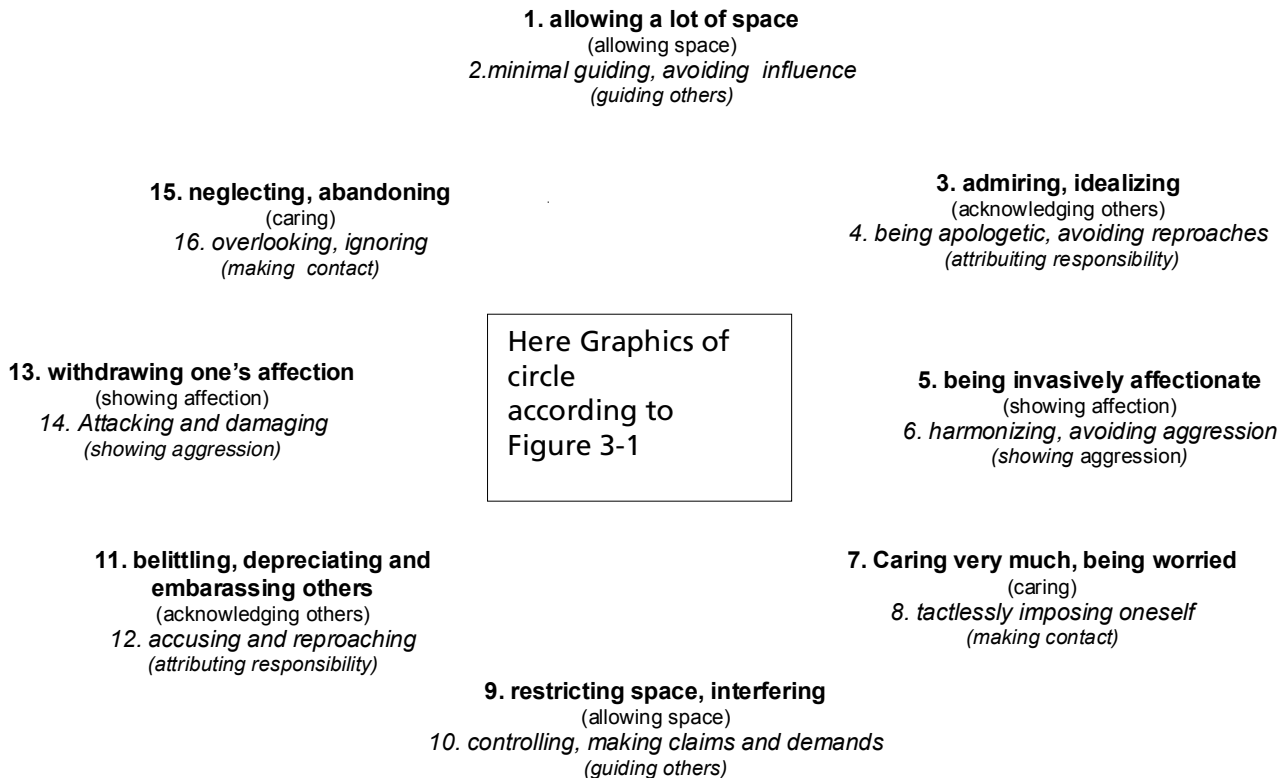 1. allowing a lot of space
(allowing space)
2.minimal guiding, avoiding influence
(guiding others)
15. neglecting, abandoning
(caring)
16. overlooking, ignoring
(making contact)
3. admiring, idealizing
(acknowledging others)
4. being apologetic, avoiding reproaches
(attribuiting responsibility)
13. withdrawing one’s affection
(showing affection)
14. Attacking and damaging
(showing aggression)
Here Graphics of
circle
according to
Figure 3-1
5. being invasively affectionate
(showing affection)
6. harmonizing, avoiding aggression
(showing aggression)
11. belittling, depreciating and
embarassing others
(acknowledging others)
12. accusing and reproaching
(attributing responsibility)
7. Caring very much, being worried
(caring)
8. tactlessly imposing oneself
(making contact)
9. restricting space, interfering
(allowing space)
10. controlling, making claims and demands
(guiding others)